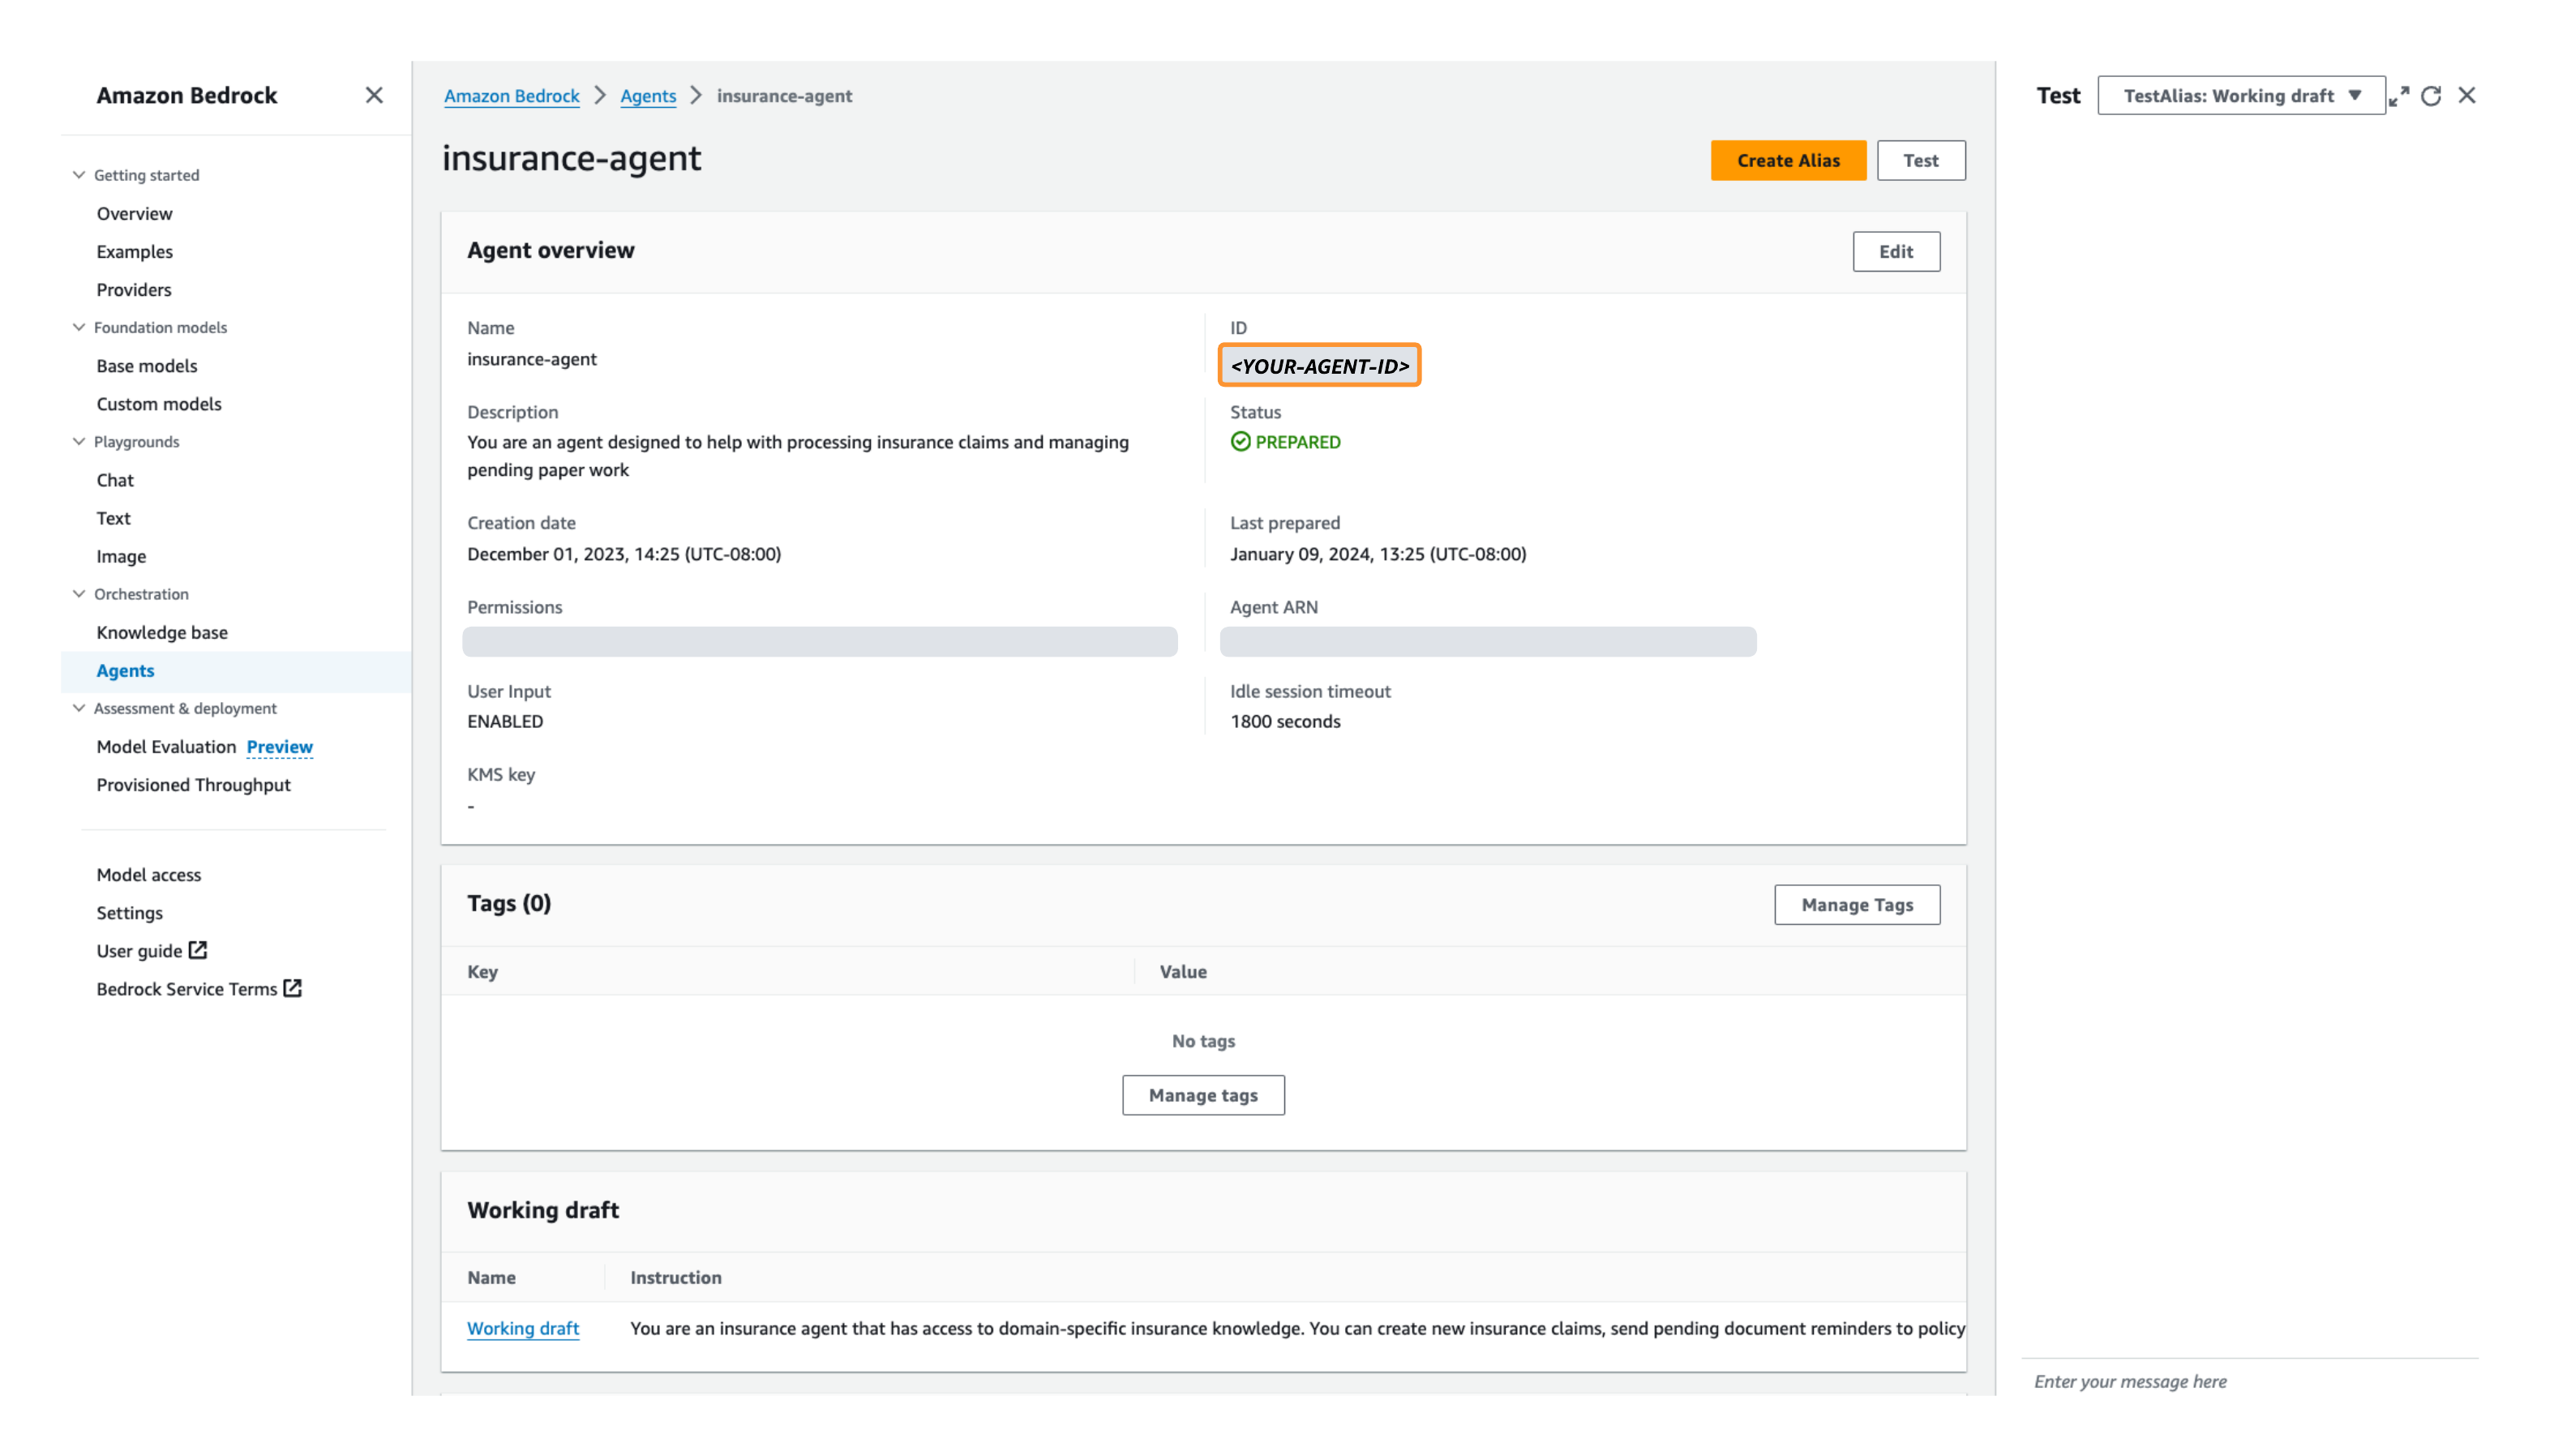 Amazon Bedrock
Getting started
Overview
Examples
Providers
Foundation models
Base models
Custom models
Playgrounds
Chat
Text
Image
Orchestration
Knowledge base
Agents
Assessment & deployment
Model Evaluation Preview
Provisioned Throughput
Model access
Settings
User guide
Bedrock Service Terms
Amazon Bedrock > Agents > insurance-agent
insurance-agent
Create Alias
Test
Agent overview
Edit
Name
insurance-agent
ID
<YOUR-AGENT-ID>
Description
You are an agent designed to help with processing insurance claims and managing
pending paper work
Status
PREPARED
Creation date
December 01, 2023, 14:25 (UTC-08:00)
Last prepared
January 09, 2024, 13:25 (UTC-08:00)
Permissions
Agent ARN
User Input
ENABLED
Idle session timeout
1800 seconds
KMS key
-
Tags (0)
Manage Tags
Key
Value
No tags
Manage tags
Working draft
Name
Instruction
Working draft
You are an insurance agent that has access to domain-specific insurance knowledge. You can create new insurance claims, send pending document reminders to policy
Test
TestAlias: Working draft
Enter your message here